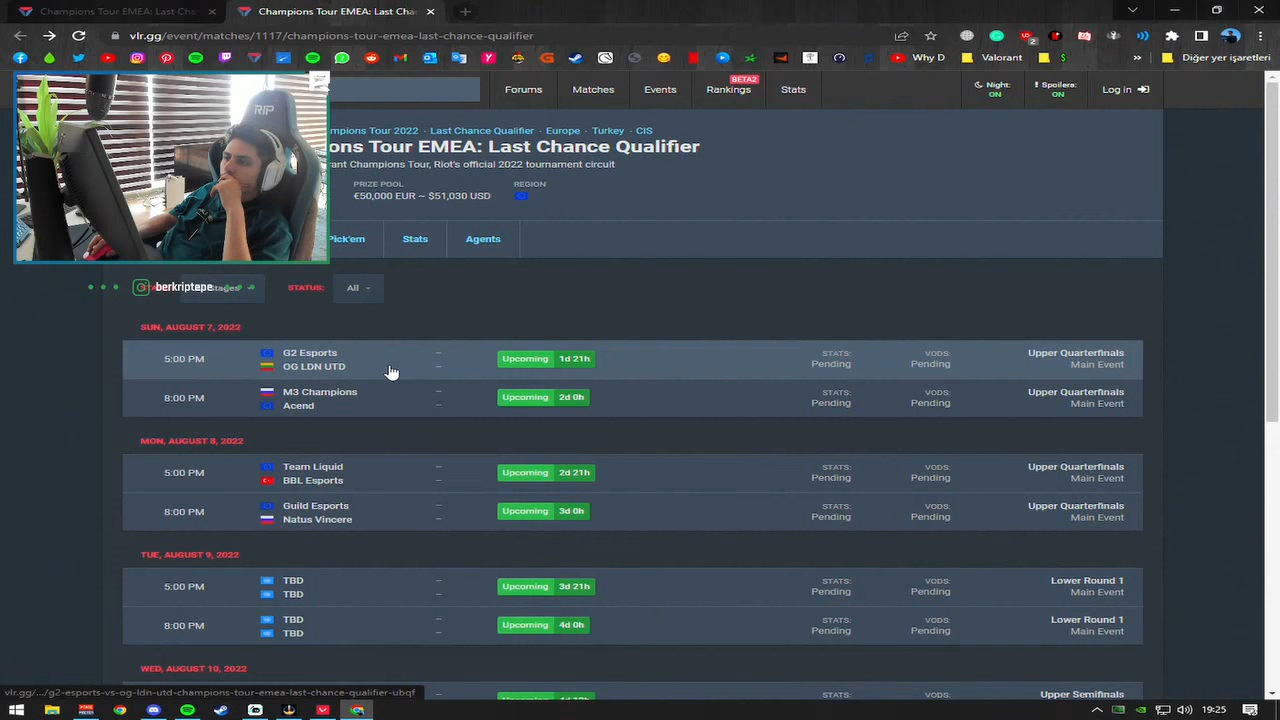 Champions Tour EMEA: Last Che
Champions Tour EMEA: Last Cha
vlr.gg/event/matches/1117/champions-tour-emea-last-chance-qualifier
2
Why D
Valorant
$
»
Diğer yer işaretleri
Forums
Matches
Events
BETA2
Rankings
Stats
Night:
ON
Spoilers:
ON
Log in
RIP
mpions Tour 2022 · Last Chance Qualifier · Europe · Turkey · CIS
ons Tour EMEA: Last Chance Qualifier
rant Champions Tour, Riot's official 2022 tournament circuit
PRIZE POOL
€50,000 EUR ~ $51,030 USD
REGION
Pick'em
Stats
Agents
berkriptepe
STATUS:
All
SUN, AUGUST 7, 2022
5:00 PM
G2 Esports –
OG LDN UTD –
Upcoming 1d 21h
STATS:
Pending
VODS:
Pending
Upper Quarterfinals
Main Event
8:00 PM
M3 Champions –
Acend –
Upcoming 2d 0h
STATS:
Pending
VODS:
Pending
Upper Quarterfinals
Main Event
MON, AUGUST 8, 2022
5:00 PM
Team Liquid –
BBL Esports –
Upcoming 2d 21h
STATS:
Pending
VODS:
Pending
Upper Quarterfinals
Main Event
8:00 PM
Guild Esports –
Natus Vincere –
Upcoming 3d 0h
STATS:
Pending
VODS:
Pending
Upper Quarterfinals
Main Event
TUE, AUGUST 9, 2022
5:00 PM
TBD –
TBD –
Upcoming 3d 21h
STATS:
Pending
VODS:
Pending
Lower Round 1
Main Event
8:00 PM
TBD –
TBD –
Upcoming 4d 0h
STATS:
Pending
VODS:
Pending
Lower Round 1
Main Event
WED, AUGUST 10, 2022
Upper Semifinals
vlr.gg/.../g2-esports-vs-og-ldn-utd-champions-tour-emea-last-chance-qualifier-ubqf
19:25